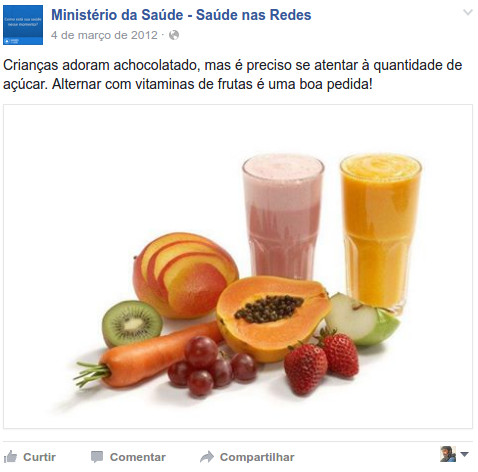 Ministério da Saúde - Saúde nas Redes
4 de março de 2012 ·
Crianças adoram achocolatado, mas é preciso se atentar à quantidade de
açúcar. Alternar com vitaminas de frutas é uma boa pedida!
Curtir
Comentar
Compartilhar